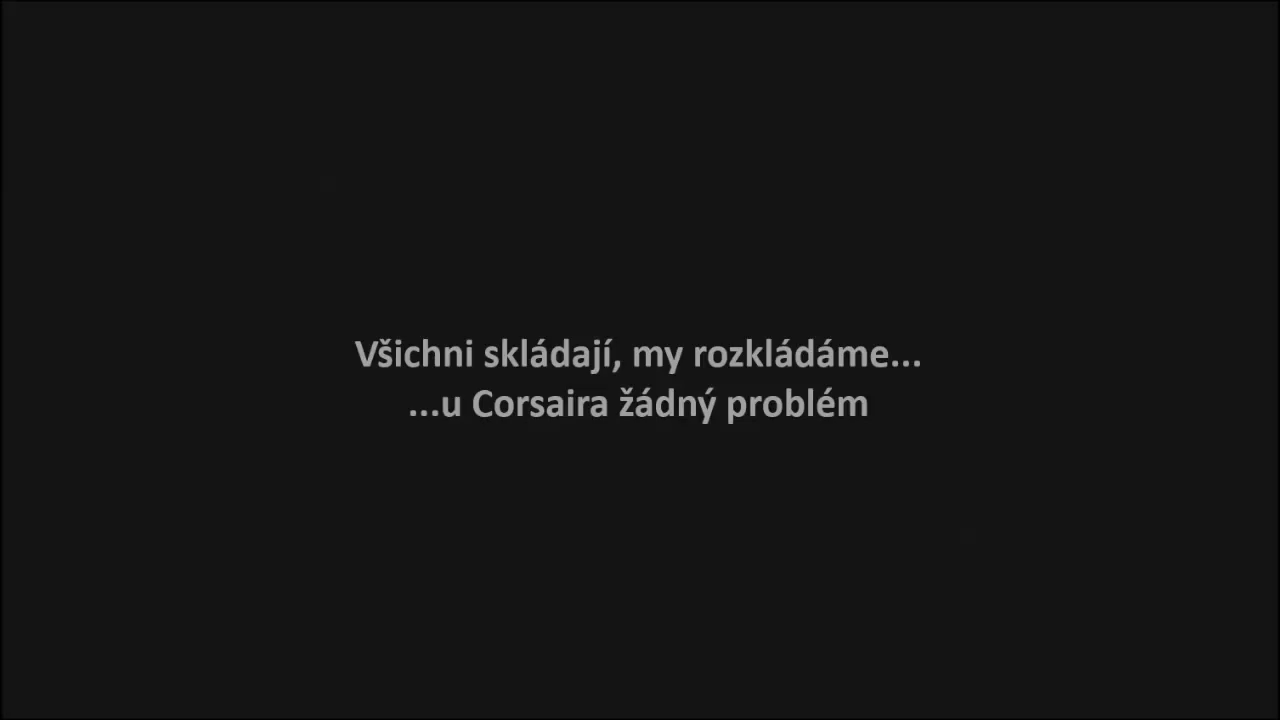 Všichni skládají, my rozkládáme...
...u Corsaira žádný problém